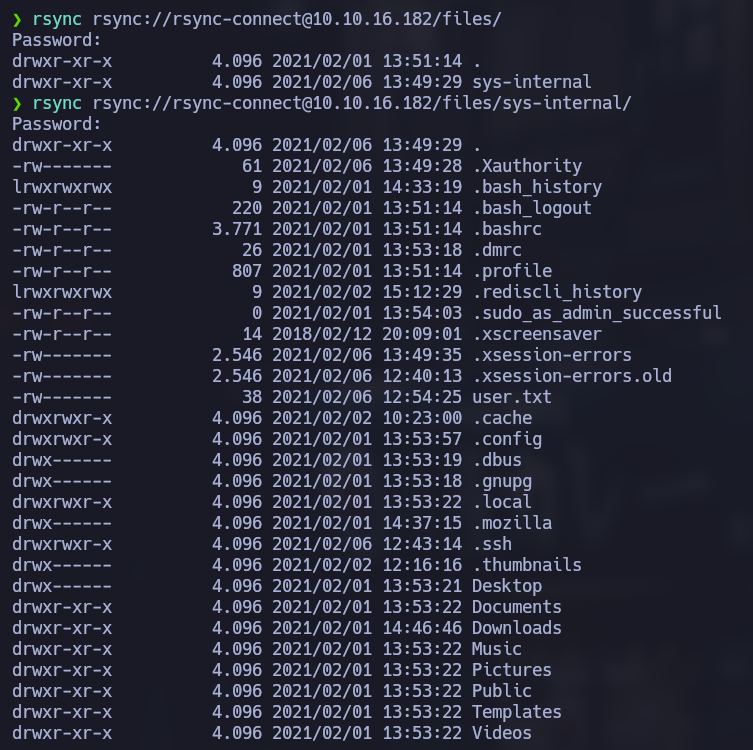 ❯ rsync rsync://rsync-connect@10.10.16.182/files/
Password:
drwxr-xr-x          4.096 2021/02/01 13:51:14 .
drwxr-xr-x          4.096 2021/02/06 13:49:29 sys-internal
❯ rsync rsync://rsync-connect@10.10.16.182/files/sys-internal/
Password:
drwxr-xr-x          4.096 2021/02/06 13:49:29 .
-rw-------             61 2021/02/06 13:49:28 .Xauthority
lrwxrwxrwx              9 2021/02/01 14:33:19 .bash_history
-rw-r--r--            220 2021/02/01 13:51:14 .bash_logout
-rw-r--r--          3.771 2021/02/01 13:51:14 .bashrc
-rw-r--r--             26 2021/02/01 13:53:18 .dmrc
-rw-r--r--            807 2021/02/01 13:51:14 .profile
lrwxrwxrwx              9 2021/02/02 15:12:29 .rediscli_history
-rw-r--r--              0 2021/02/01 13:54:03 .sudo_as_admin_successful
-rw-r--r--             14 2018/02/12 20:09:01 .xscreensaver
-rw-------          2.546 2021/02/06 13:49:35 .xsession-errors
-rw-------          2.546 2021/02/06 12:40:13 .xsession-errors.old
-rw-------             38 2021/02/06 12:54:25 user.txt
drwxrwxr-x          4.096 2021/02/02 10:23:00 .cache
drwxrwxr-x          4.096 2021/02/01 13:53:57 .config
drwx------          4.096 2021/02/01 13:53:19 .dbus
drwx------          4.096 2021/02/01 13:53:18 .gnupg
drwxrwxr-x          4.096 2021/02/01 13:53:22 .local
drwx------          4.096 2021/02/01 14:37:15 .mozilla
drwxrwxr-x          4.096 2021/02/06 12:43:14 .ssh
drwx------          4.096 2021/02/02 12:16:16 .thumbnails
drwx------          4.096 2021/02/01 13:53:21 Desktop
drwxr-xr-x          4.096 2021/02/01 13:53:22 Documents
drwxr-xr-x          4.096 2021/02/01 14:46:46 Downloads
drwxr-xr-x          4.096 2021/02/01 13:53:22 Music
drwxr-xr-x          4.096 2021/02/01 13:53:22 Pictures
drwxr-xr-x          4.096 2021/02/01 13:53:22 Public
drwxr-xr-x          4.096 2021/02/01 13:53:22 Templates
drwxr-xr-x          4.096 2021/02/01 13:53:22 Videos